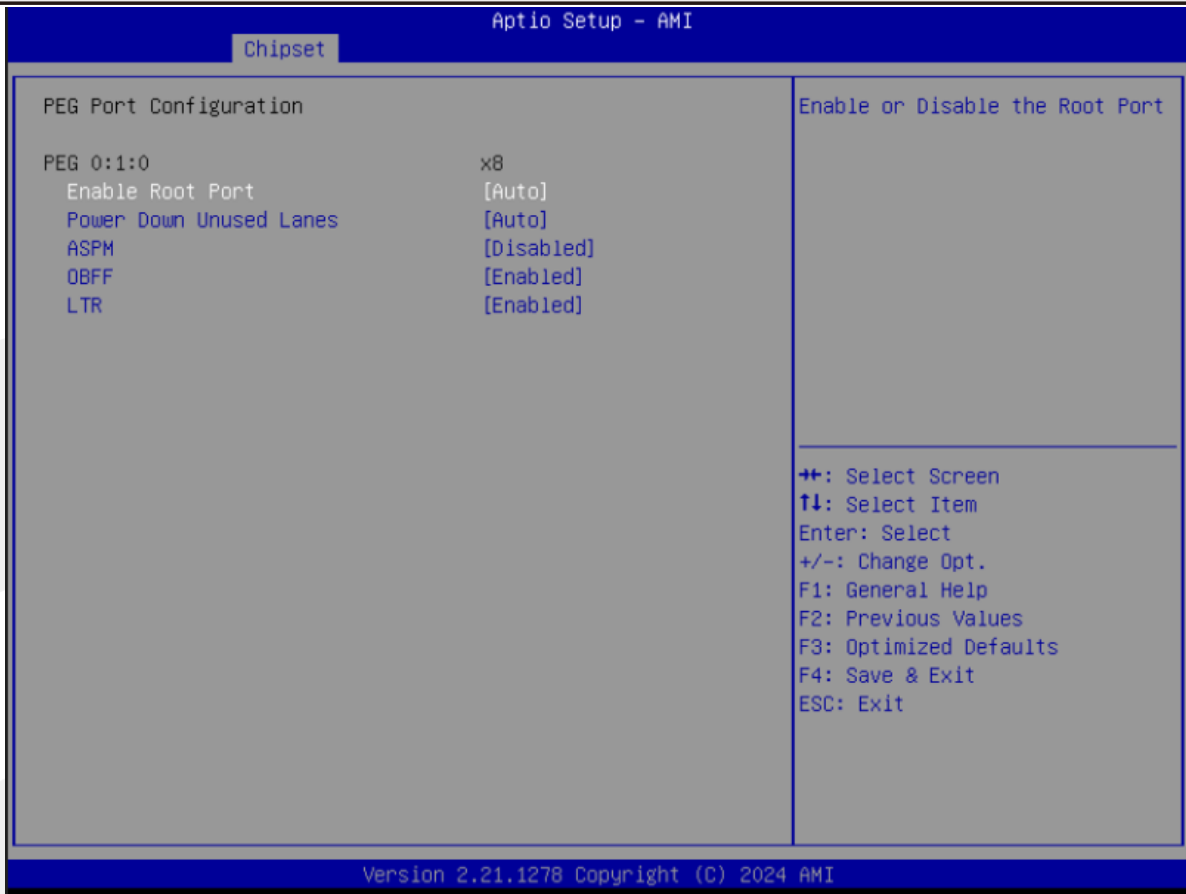 Aptio Setup – AMI
Chipset
PEG Port Configuration
PEG 0:1:0 x8
Enable Root Port [Auto]
Power Down Unused Lanes [Auto]
ASPM [Disabled]
OBFF [Enabled]
LTR [Enabled]
Enable or Disable the Root Port
→←: Select Screen
↑↓: Select Item
Enter: Select
+/-: Change Opt.
F1: General Help
F2: Previous Values
F3: Optimized Defaults
F4: Save & Exit
ESC: Exit
Version 2.21.1278 Copyright (C) 2024 AMI